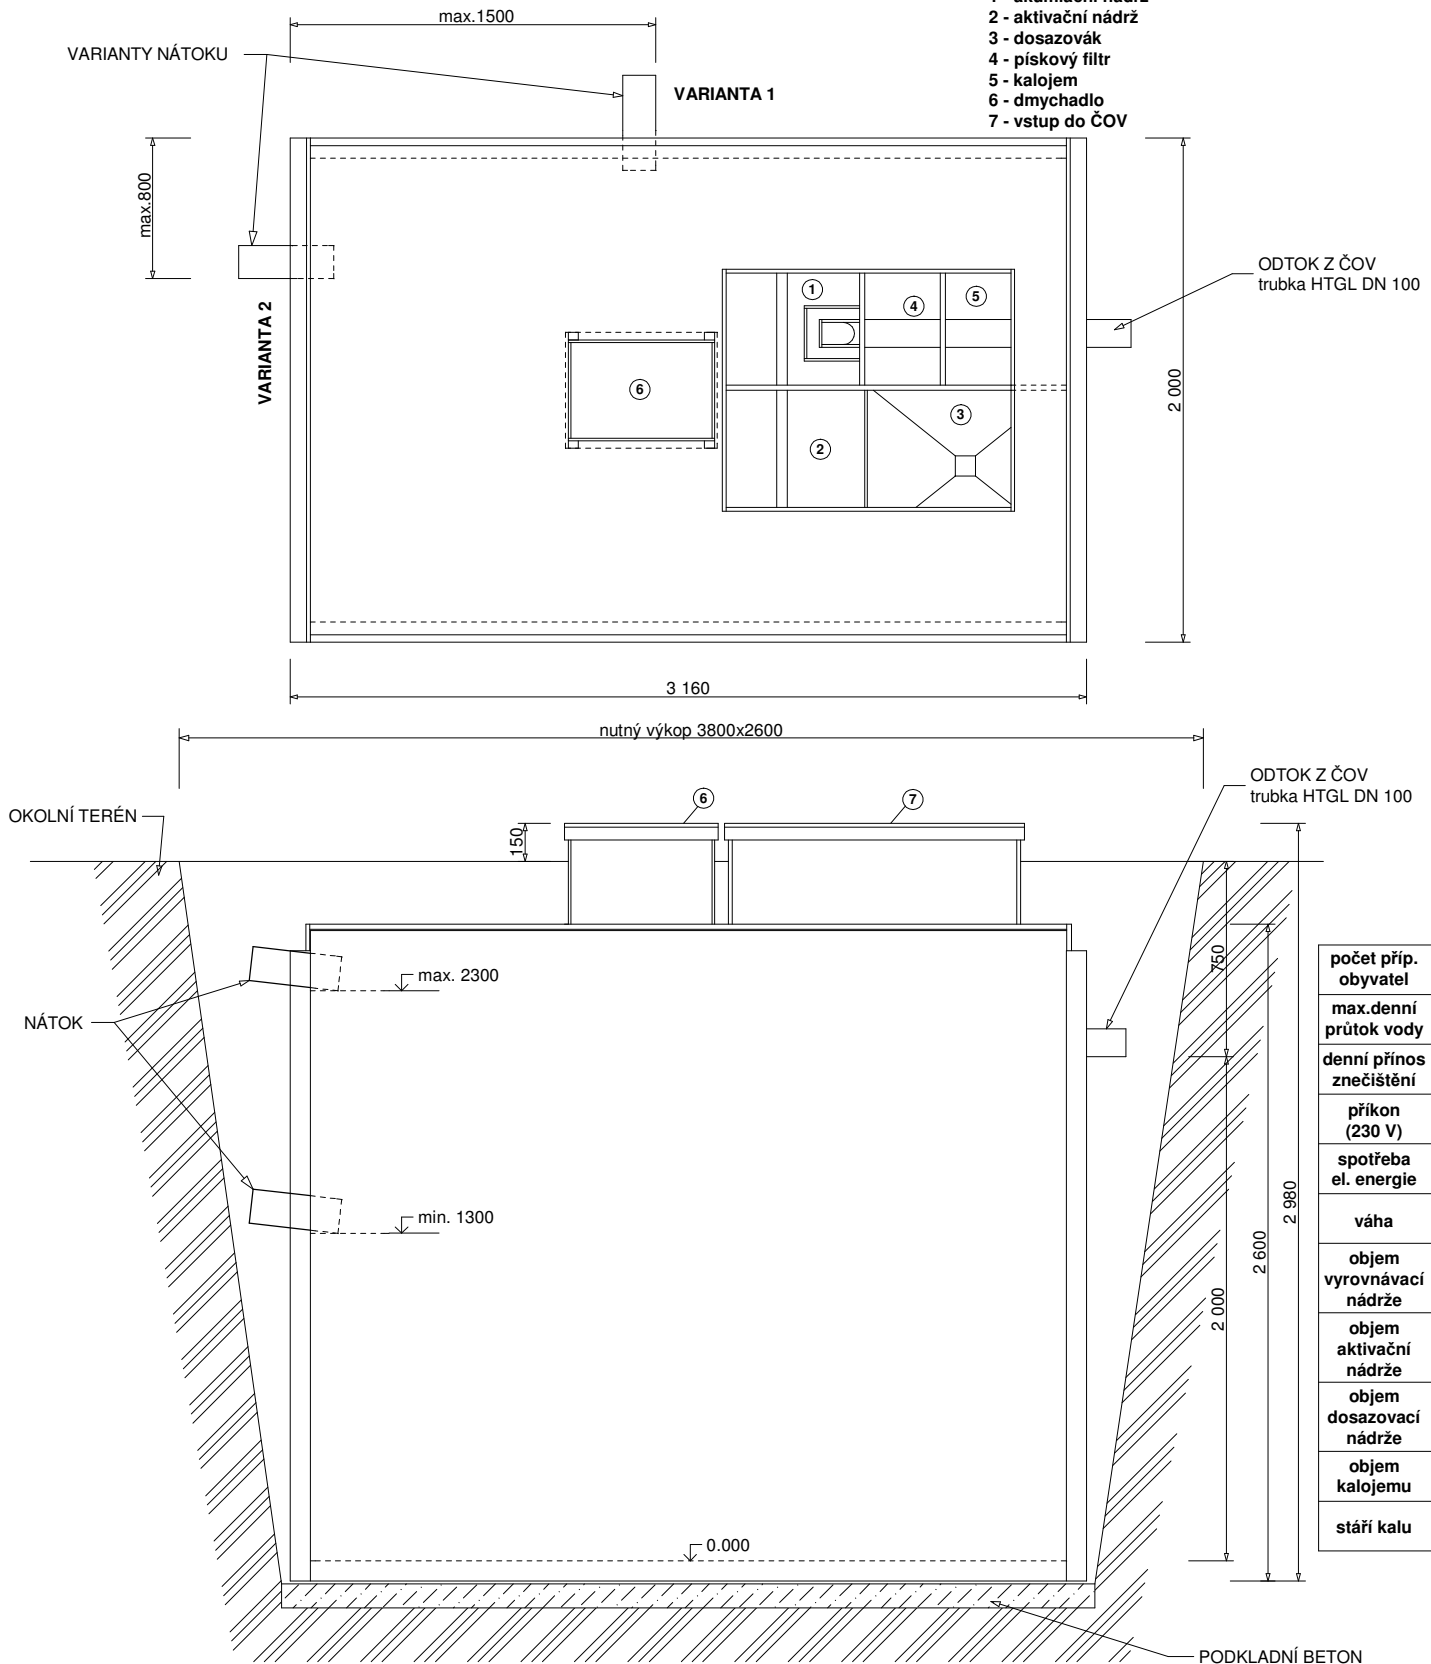 max.1500
VARIANTY NÁTOKU
VARIANTA 1
2 - aktivační nádrž
3 - dosazovák
4 - pískový filtr
5 - kalojem
6 - dmychadlo
7 - vstup do ČOV
max.800
VARIANTA 2
ODTOK Z ČOV
trubka HTGL DN 100
1
4
5
6
2
3
2 000
3 160
nutný výkop 3800x2600
ODTOK Z ČOV
trubka HTGL DN 100
OKOLNÍ TERÉN
150
6
7
max. 2300
NÁTOK
min. 1300
750
2 000
2 600
2 980
0.000
PODKLADNÍ BETON
počet příp.
obyvatel
max.denní
průtok vody
denní přínos
znečištění
příkon
(230 V)
spotřeba
el. energie
váha
objem
vyrovnávací
nádrže
objem
aktivační
nádrže
objem
dosazovací
nádrže
objem
kalojemu
stáří kalu